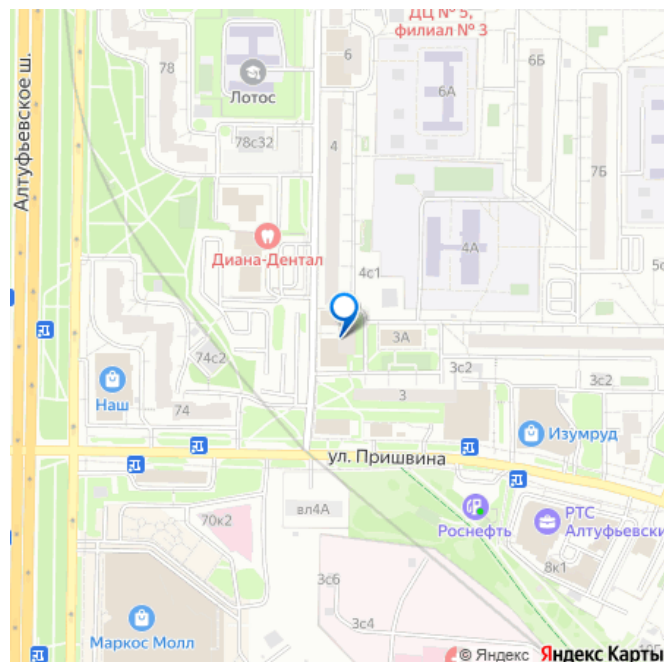 ДЦ № 5,
филиал № 3
Алтуфьевское ш.
78
6
6Б
6А
Лотос
78с32
4
7Б
4А
Диана-Дентал
4с1
5с
3А
74с2
3с2
3с2
Наш
74
3
Изумруд
ул. Пришвина
70к2
вл4А
Роснефть
РТС
Алтуфьевски
8к1
3с6
3с4
Маркос Молл
© Яндекс Яндекс Карты